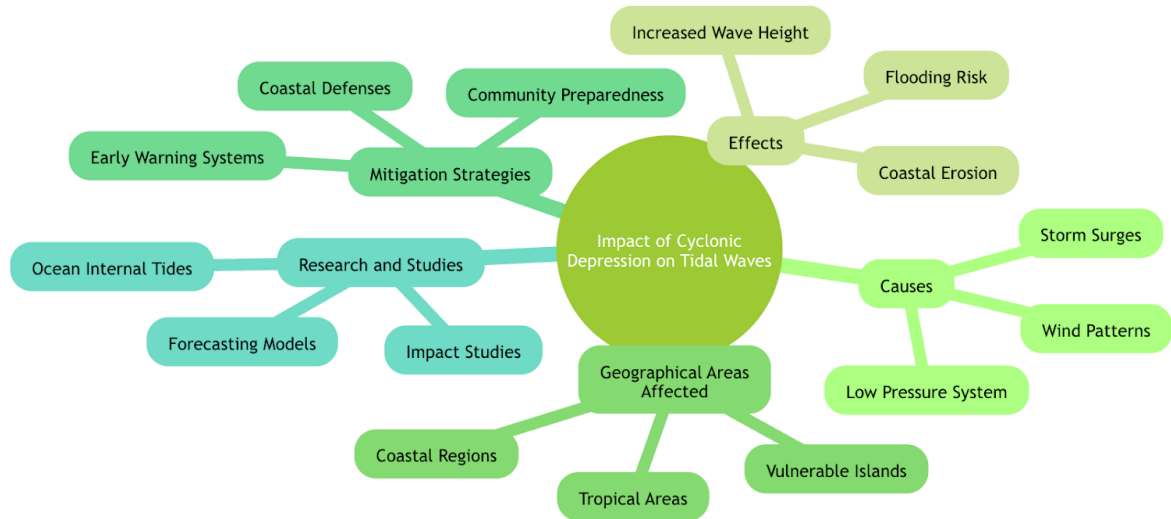 Impact of Cyclonic
Depression on Tidal Waves
Effects
Increased Wave Height
Flooding Risk
Coastal Erosion
Causes
Storm Surges
Wind Patterns
Low Pressure System
Geographical Areas
Affected
Vulnerable Islands
Tropical Areas
Coastal Regions
Research and Studies
Impact Studies
Forecasting Models
Ocean Internal Tides
Mitigation Strategies
Early Warning Systems
Coastal Defenses
Community Preparedness